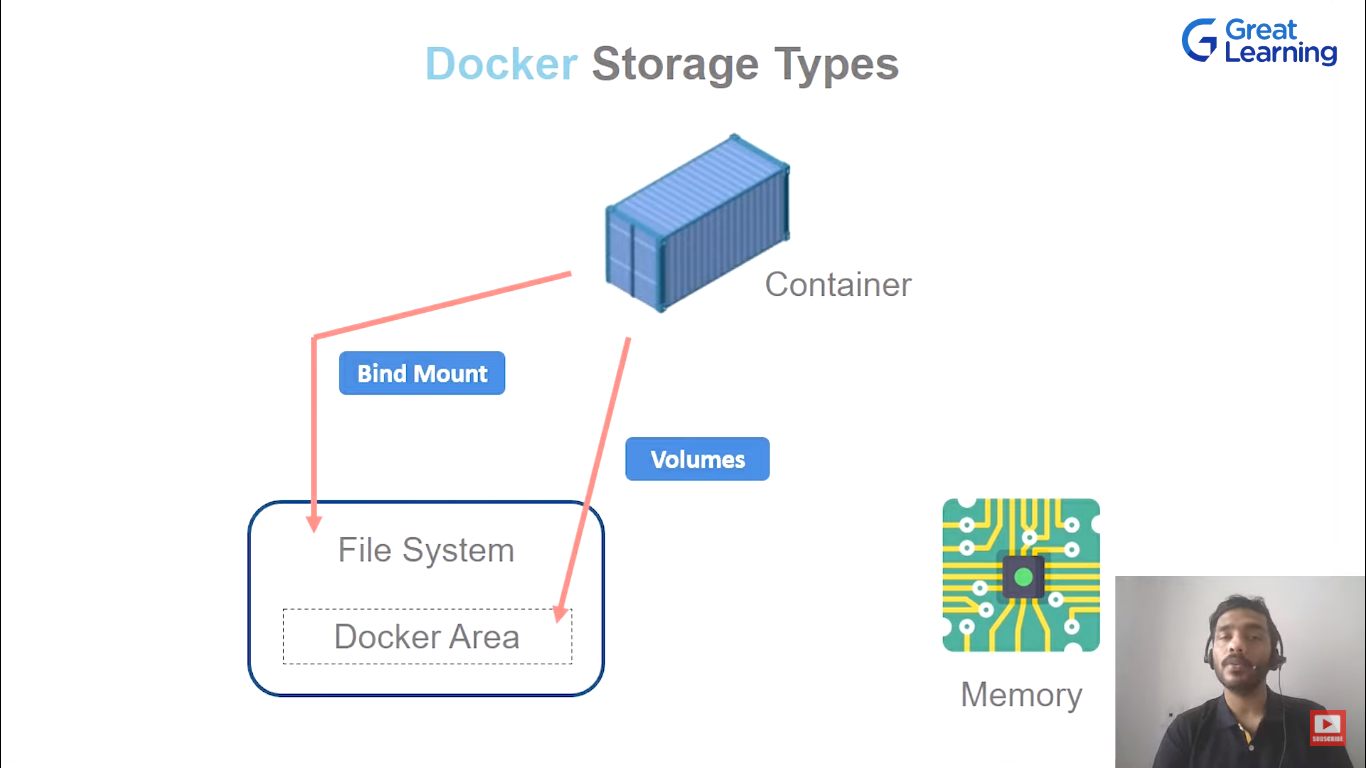 Great
Learning
Docker Storage Types
Container
Bind Mount
Volumes
File System
Docker Area
Memory
SUBSCRIBE